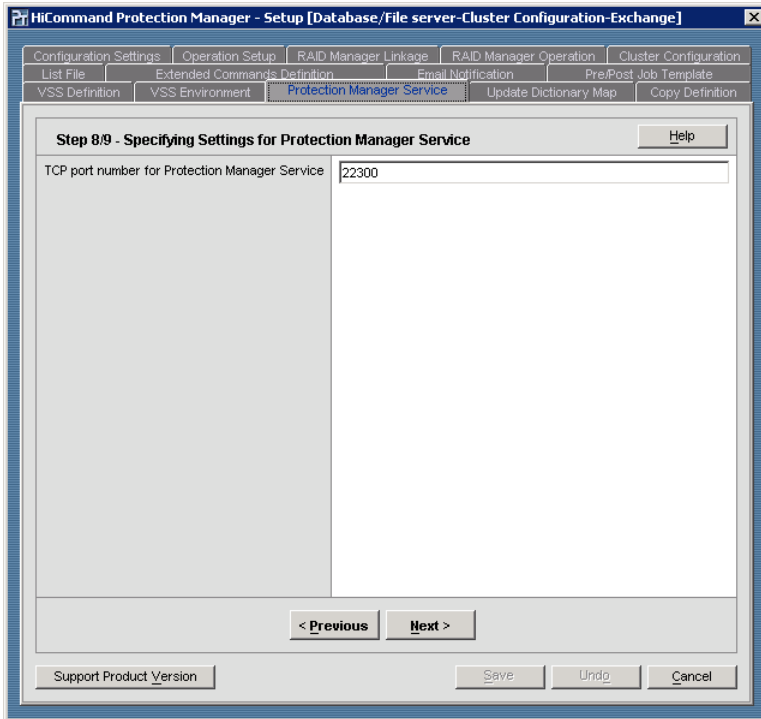 HiCommand Protection Manager - Setup [Database/File server-Cluster Configuration-Exchange]
Configuration Settings Operation Setup RAID Manager Linkage RAID Manager Operation Cluster Configuration
List File Extended Commands Definition Email Notification Pre/Post Job Template
VSS Definition VSS Environment Protection Manager Service Update Dictionary Map Copy Definition
Step 8/9 - Specifying Settings for Protection Manager Service Help
TCP port number for Protection Manager Service 22300
< Previous Next >
Support Product Version Save Undo Cancel